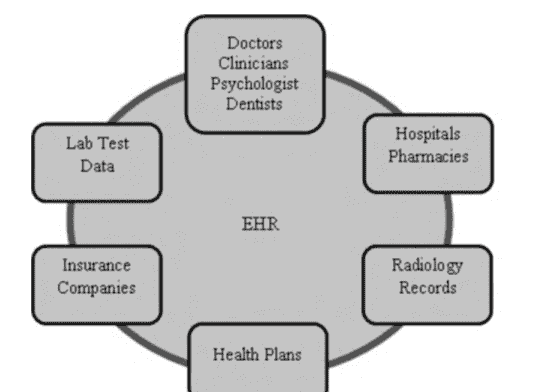 Doctors
Clinicians
Psychologist
Dentists
Hospitals
Pharmacies
Lab Test
Data
EHR
Insurance
Companies
Radiology
Records
Health Plans